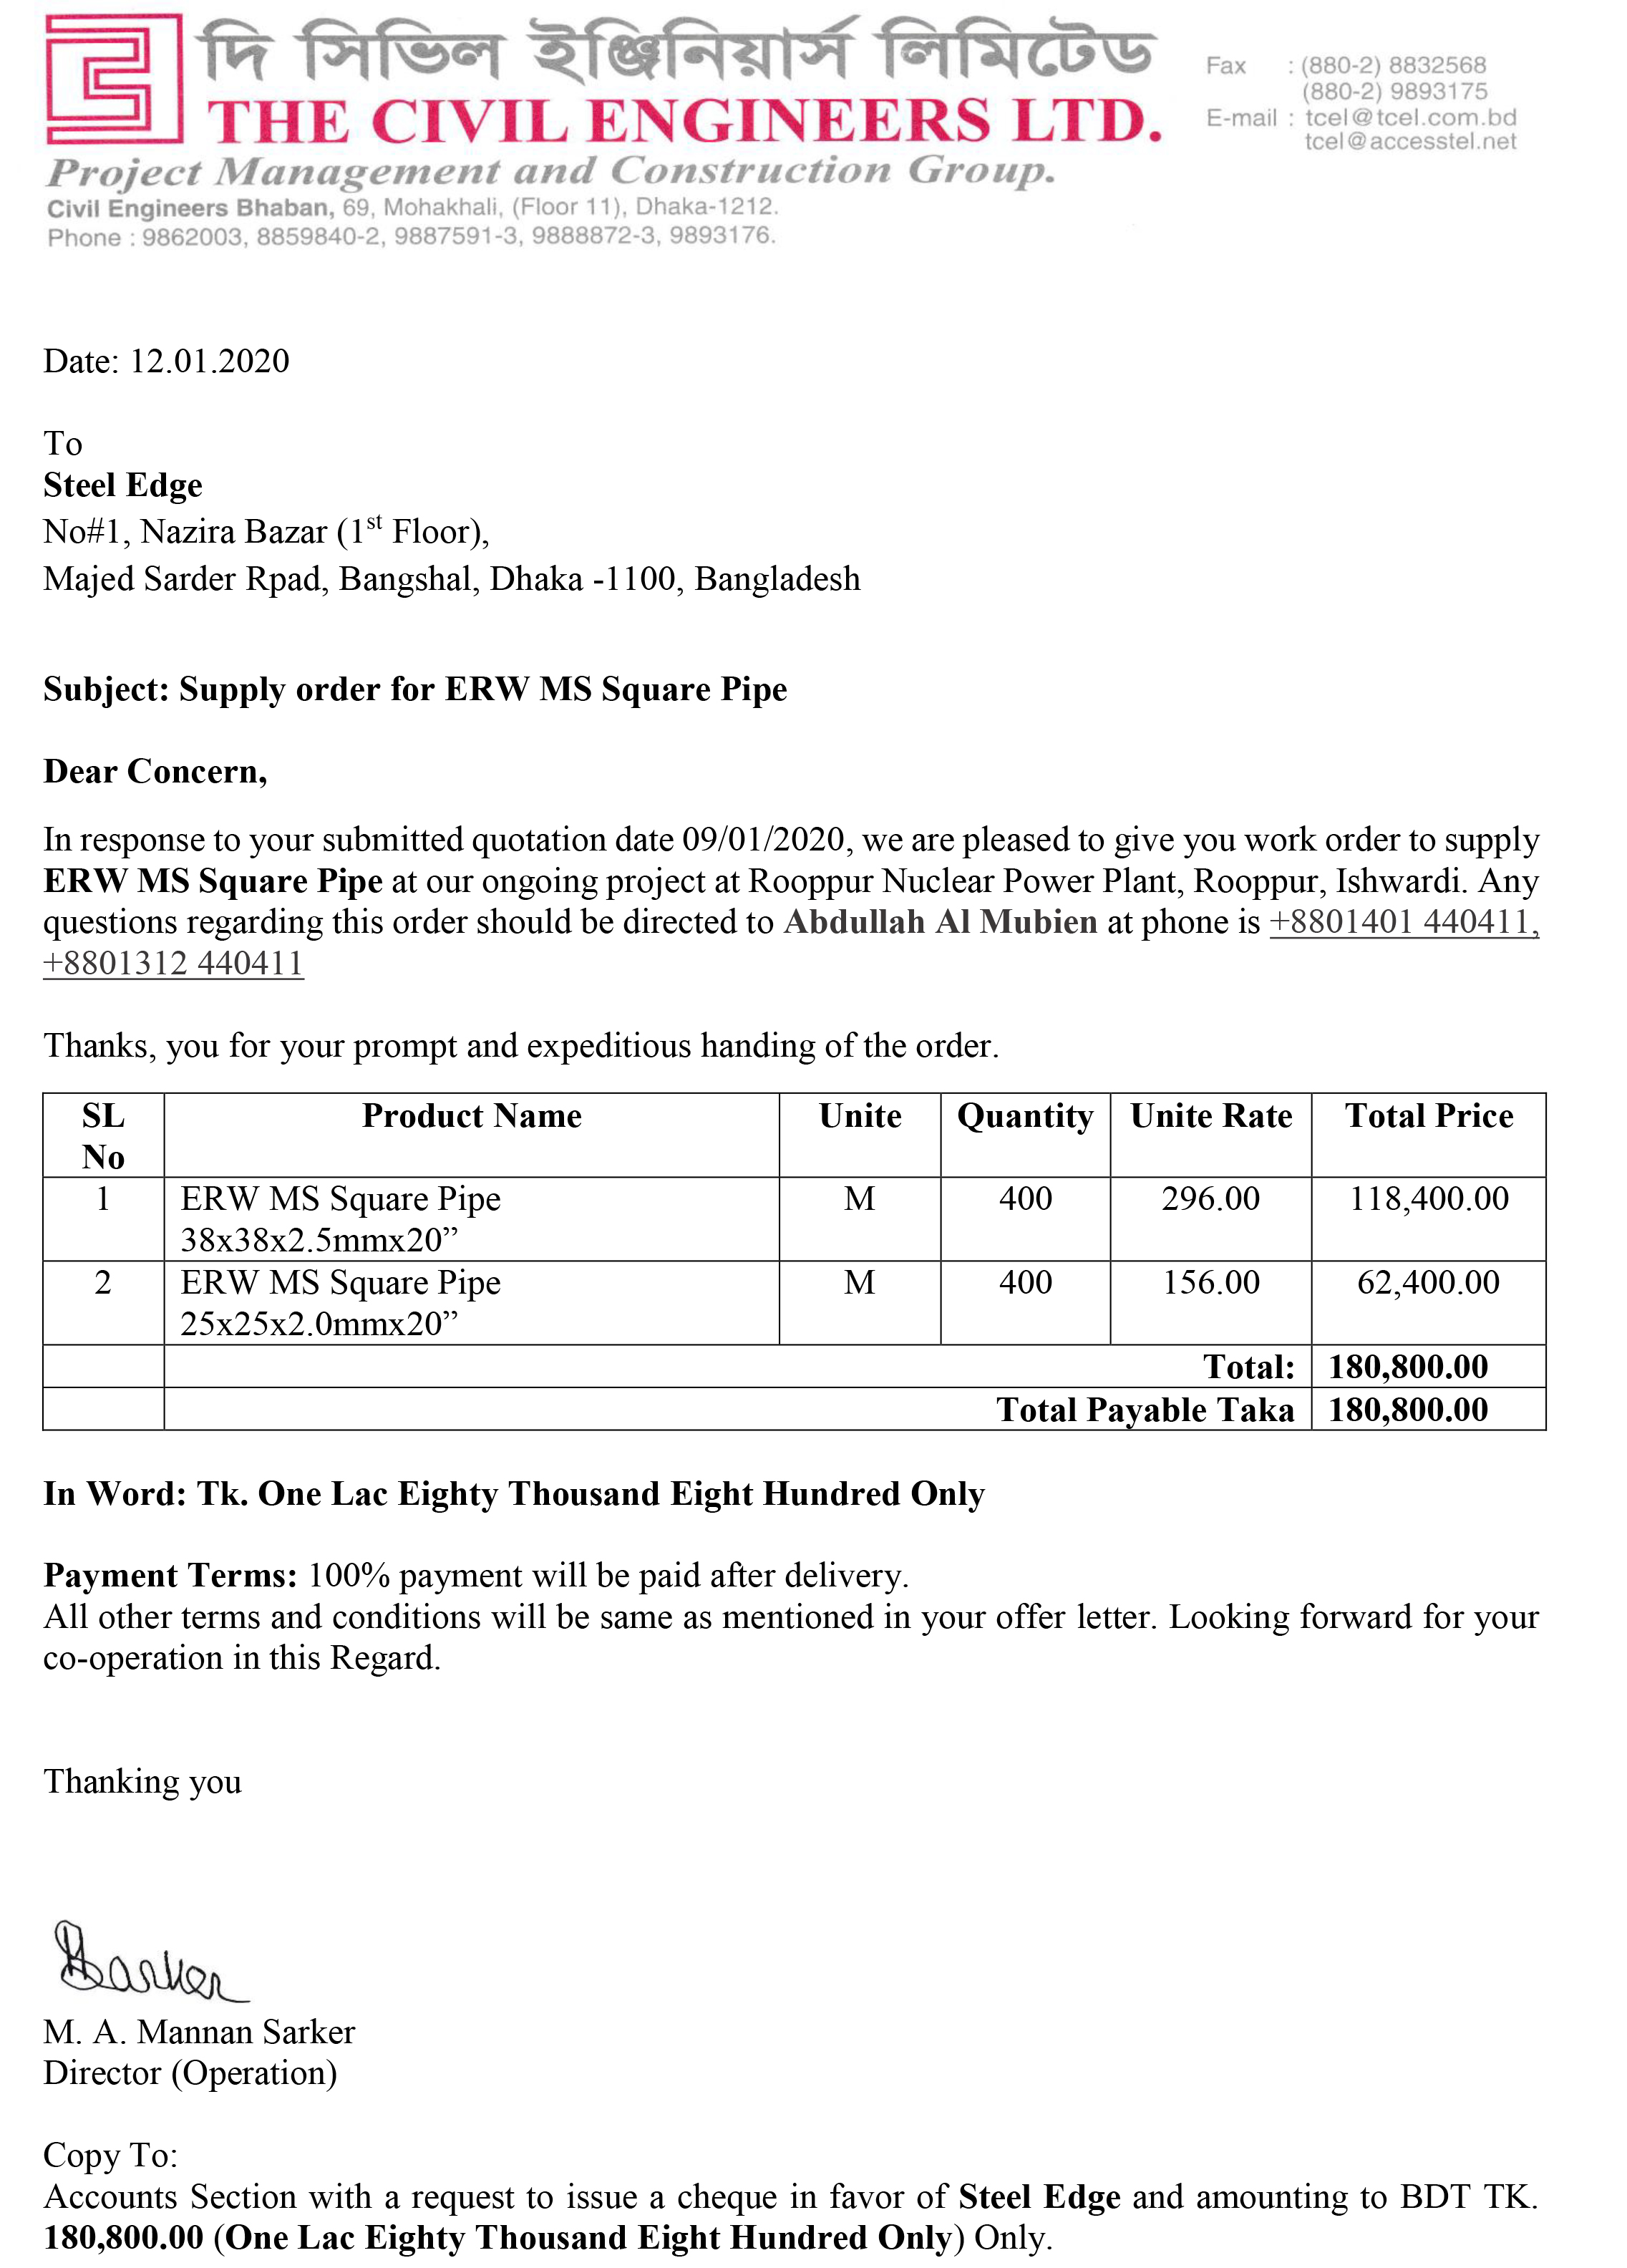 দি সিভিল ইঞ্জিনিয়ার্স লিমিটেড
THE CIVIL ENGINEERS LTD.
Project Management and Construction Group.
Civil Engineers Bhaban, 69, Mohakhali, (Floor 11), Dhaka-1212.
Phone : 9862003, 8859840-2, 9887591-3, 9888872-3, 9893176.
Fax : (880-2) 8832568
(880-2) 9893175
E-mail : tcel@tcel.com.bd
tcel@accesstel.net
Date: 12.01.2020
To
Steel Edge
No#1, Nazira Bazar (1st Floor),
Majed Sarder Rpad, Bangshal, Dhaka -1100, Bangladesh
Subject: Supply order for ERW MS Square Pipe
Dear Concern,
In response to your submitted quotation date 09/01/2020, we are pleased to give you work order to supply
ERW MS Square Pipe at our ongoing project at Rooppur Nuclear Power Plant, Rooppur, Ishwardi. Any
questions regarding this order should be directed to Abdullah Al Mubien at phone is +8801401 440411,
+8801312 440411
Thanks, you for your prompt and expeditious handing of the order.
SL No Product Name Unite Quantity Unite Rate Total Price
1 ERW MS Square Pipe M 400 296.00 118,400.00
38x38x2.5mmx20”
2 ERW MS Square Pipe M 400 156.00 62,400.00
25x25x2.0mmx20”
Total: 180,800.00
Total Payable Taka 180,800.00
In Word: Tk. One Lac Eighty Thousand Eight Hundred Only
Payment Terms: 100% payment will be paid after delivery.
All other terms and conditions will be same as mentioned in your offer letter. Looking forward for your
co-operation in this Regard.
Thanking you
Sarker
M. A. Mannan Sarker
Director (Operation)
Copy To:
Accounts Section with a request to issue a cheque in favor of Steel Edge and amounting to BDT TK.
180,800.00 (One Lac Eighty Thousand Eight Hundred Only) Only.